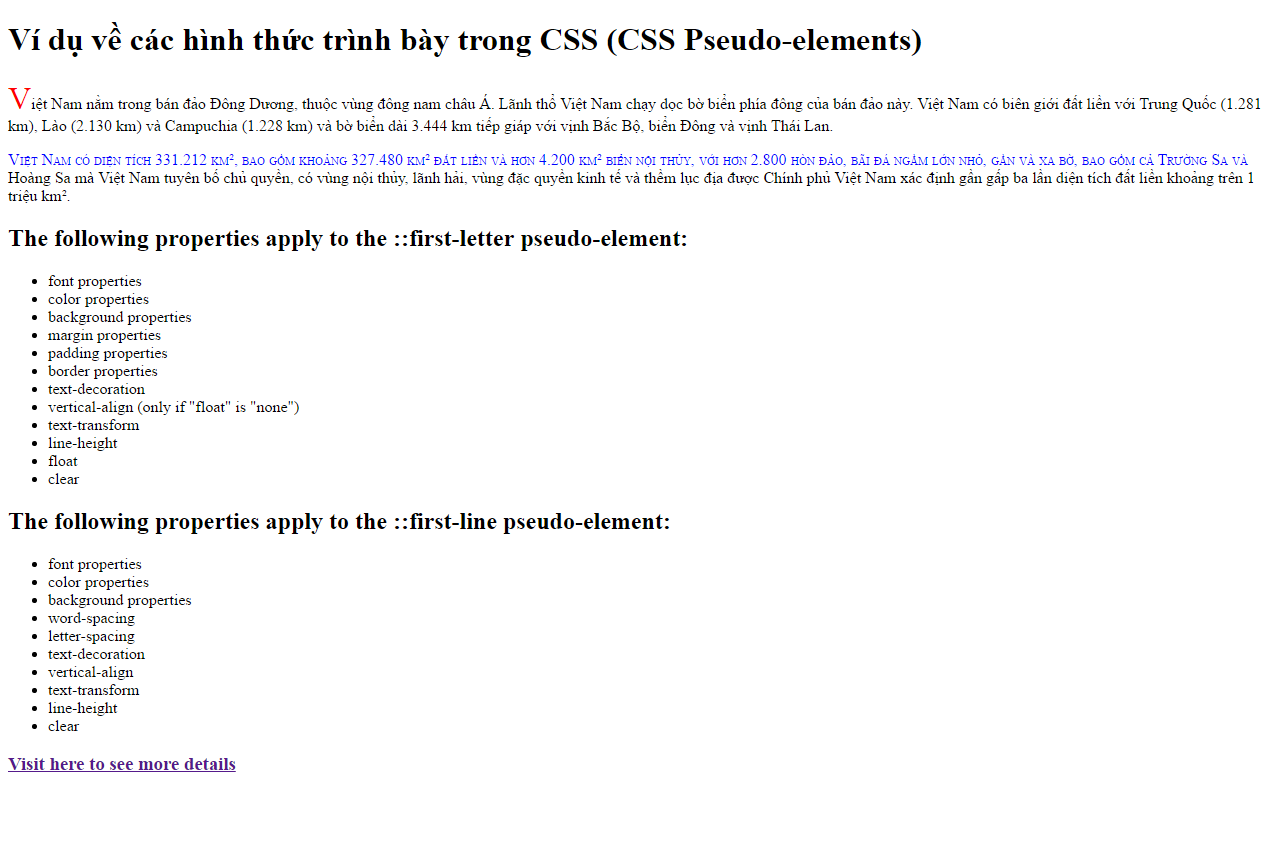 Ví dụ về các hình thức trình bày trong CSS (CSS Pseudo-elements)
Việt Nam nằm trong bán đảo Đông Dương, thuộc vùng đông nam châu Á. Lãnh thổ Việt Nam chạy dọc bờ biển phía đông của bán đảo này. Việt Nam có biên giới đất liền với Trung Quốc (1.281
km), Lào (2.130 km) và Campuchia (1.228 km) và bờ biển dài 3.444 km tiếp giáp với vịnh Bắc Bộ, biển Đông và vịnh Thái Lan.
Việt Nam có diện tích 331.212 km², bao gồm khoảng 327.480 km² đất liền và hơn 4.200 km² biển nội thủy, với hơn 2.800 hòn đảo, bãi đá ngầm lớn nhỏ, gần và xa bờ, bao gồm cả Trường Sa và
Hoàng Sa mà Việt Nam tuyên bố chủ quyền, có vùng nội thủy, lãnh hải, vùng đặc quyền kinh tế và thềm lục địa được Chính phủ Việt Nam xác định gần gấp ba lần diện tích đất liền khoảng trên 1
triệu km².
The following properties apply to the ::first-letter pseudo-element:
• font properties
• color properties
• background properties
• margin properties
• padding properties
• border properties
• text-decoration
• vertical-align (only if "float" is "none")
• text-transform
• line-height
• float
• clear
The following properties apply to the ::first-line pseudo-element:
• font properties
• color properties
• background properties
• word-spacing
• letter-spacing
• text-decoration
• vertical-align
• text-transform
• line-height
• clear
Visit here to see more details